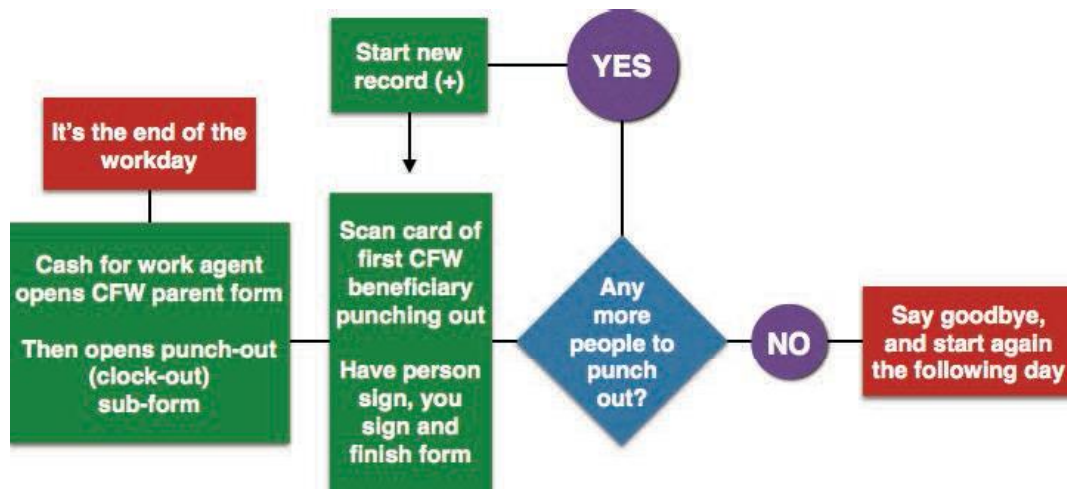 It's the end of the
workday
Cash for work agent
opens CFW parent form
Then opens punch-out
(clock-out)
sub-form
Start new
record (+)
Scan card of
first CFW
beneficiary
punching out
Have person
sign, you
sign and
finish form
YES
Any
more
people to
punch
out?
NO
Say goodbye,
and start again
the following day